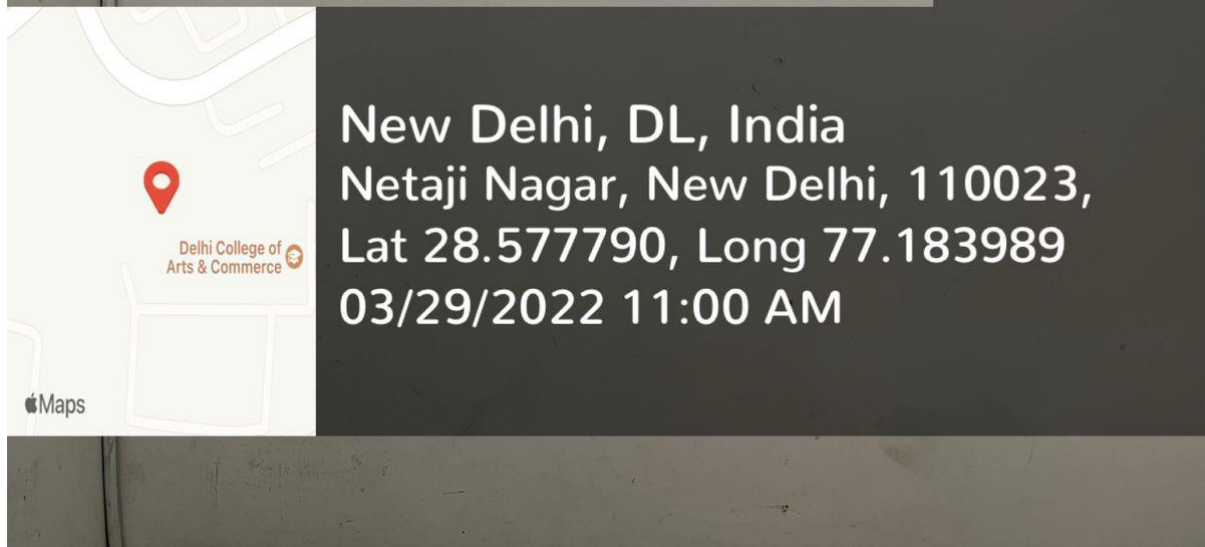 Delhi College of
Arts & Commerce
Maps
New Delhi, DL, India
Netaji Nagar, New Delhi, 110023,
Lat 28.577790, Long 77.183989
03/29/2022 11:00 AM